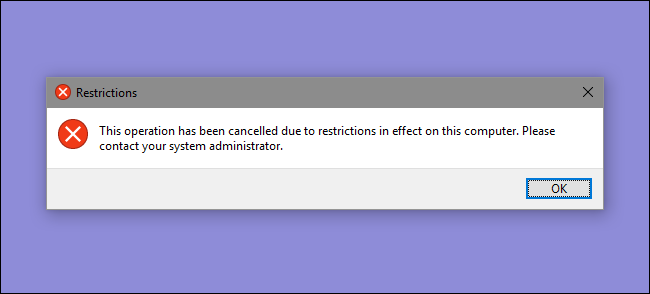 Restrictions
This operation has been cancelled due to restrictions in effect on this computer. Please
contact your system administrator.
OK